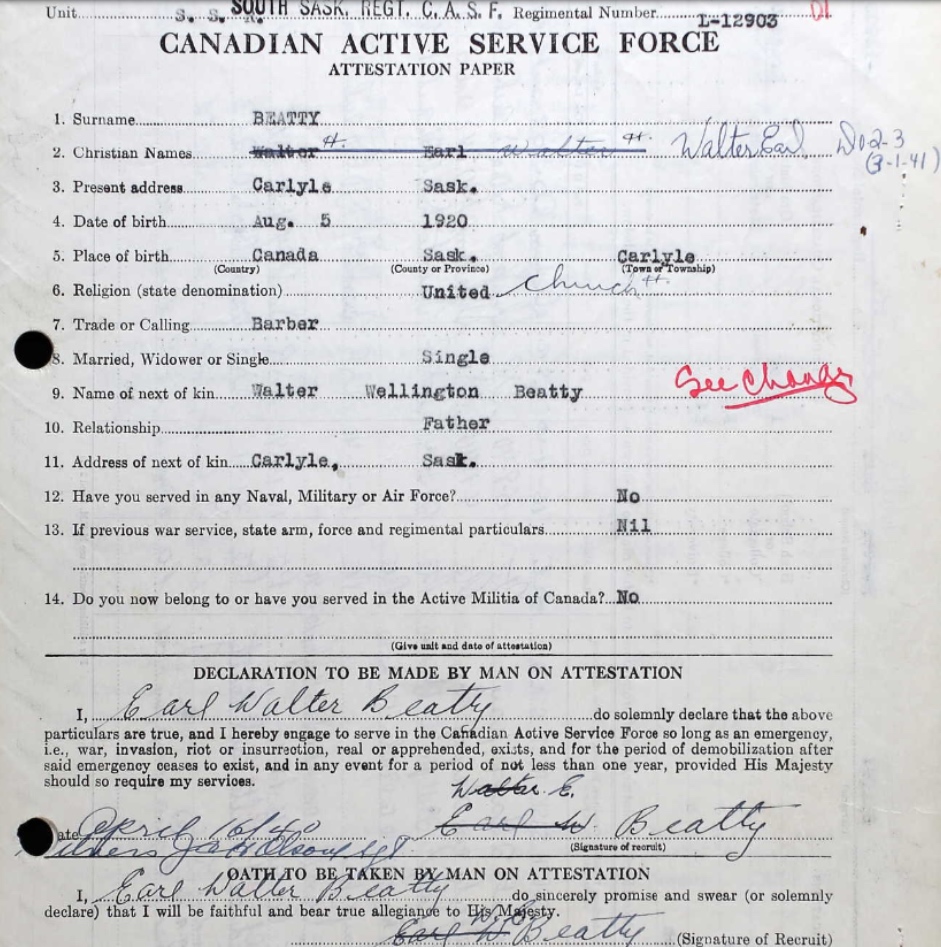 Unit S. S. R. SOUTH SASK. REGT. C. A. S. F. Regimental Number L-12903
CANADIAN ACTIVE SERVICE FORCE
ATTESTATION PAPER
1. Surname BEATTY
2. Christian Names Walter H. Earl Walter H. Walter Earl D02-3
(3-1-41)
3. Present address Carlyle Sask.
4. Date of birth Aug. 5 1920
5. Place of birth Canada Sask. Carlyle
(Country) (County or Province) (Town or Township)
6. Religion (state denomination) United Church H.
7. Trade or Calling Barber
8. Married, Widower or Single Single
9. Name of next of kin Walter Wellington Beatty See Change
10. Relationship Father
11. Address of next of kin Carlyle, Sask.
12. Have you served in any Naval, Military or Air Force? No
13. If previous war service, state arm, force and regimental particulars Nil
14. Do you now belong to or have you served in the Active Militia of Canada? No
(Give unit and date of attestation)
DECLARATION TO BE MADE BY MAN ON ATTESTATION
I, Earl Walter Beatty do solemnly declare that the above
particulars are true, and I hereby engage to serve in the Canadian Active Service Force so long as an emergency,
i.e., war, invasion, riot or insurrection, real or apprehended, exists, and for the period of demobilization after
said emergency ceases to exist, and in any event for a period of not less than one year, provided His Majesty
should so require my services.
Walter E.
Date April 16/40 Earl W. Beatty
(Signature of recruit)
Witness Sgt.
OATH TO BE TAKEN BY MAN ON ATTESTATION
I, Earl Walter Beatty do sincerely promise and swear (or solemnly
declare) that I will be faithful and bear true allegiance to His Majesty.
W. E.
Earl W Beatty (Signature of Recruit)